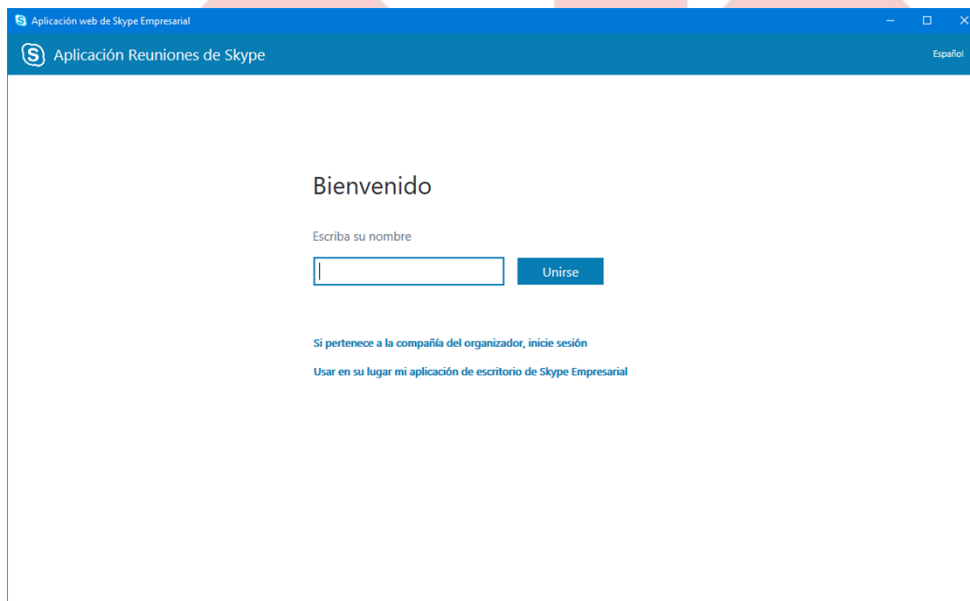 Aplicación web de Skype Empresarial
Aplicación Reuniones de Skype
Español
Bienvenido
Escriba su nombre
Unirse
Si pertenece a la compañía del organizador, inicie sesión
Usar en su lugar mi aplicación de escritorio de Skype Empresarial